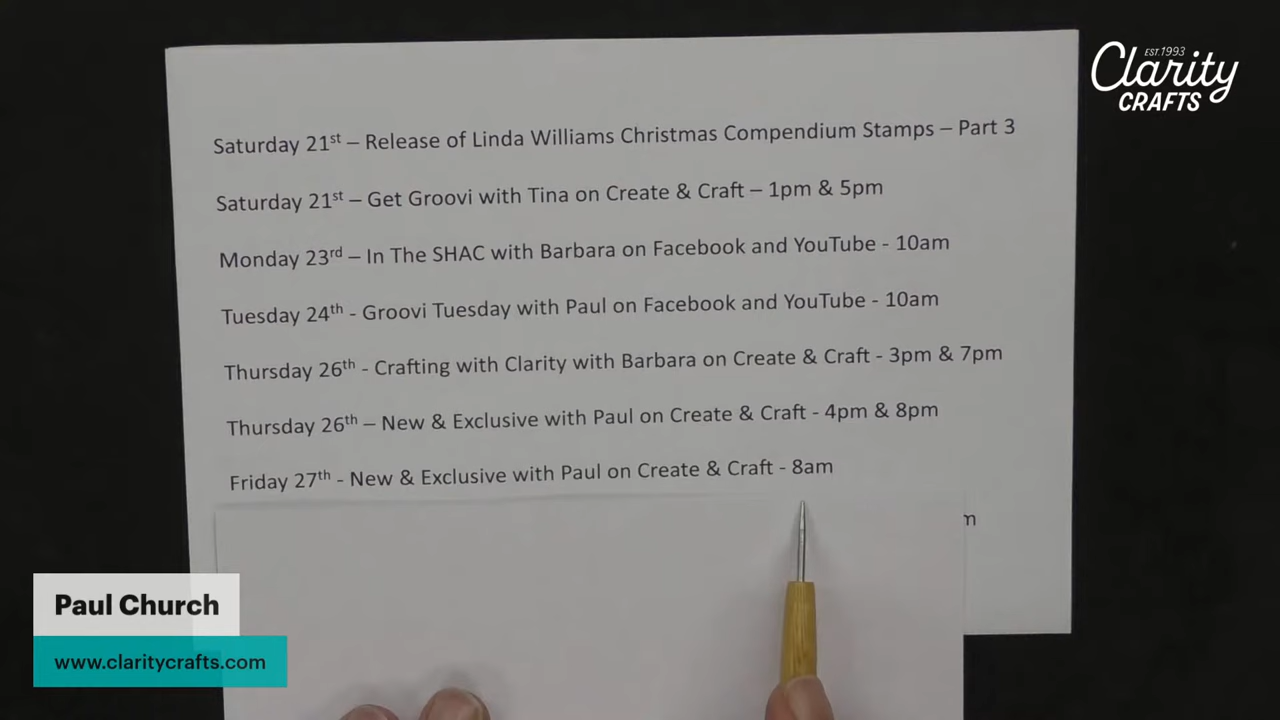 EST.1993
Clarity
CRAFTS
Saturday 21st – Release of Linda Williams Christmas Compendium Stamps – Part 3
Saturday 21st – Get Groovi with Tina on Create & Craft – 1pm & 5pm
Monday 23rd – In The SHAC with Barbara on Facebook and YouTube - 10am
Tuesday 24th - Groovi Tuesday with Paul on Facebook and YouTube - 10am
Thursday 26th - Crafting with Clarity with Barbara on Create & Craft - 3pm & 7pm
Thursday 26th – New & Exclusive with Paul on Create & Craft - 4pm & 8pm
Friday 27th - New & Exclusive with Paul on Create & Craft - 8am
Paul Church
www.claritycrafts.com